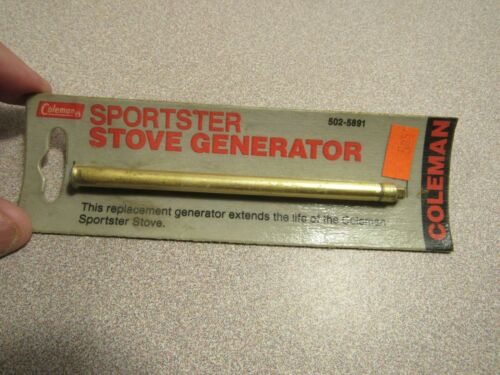 Coleman
SPORTSTER
STOVE GENERATOR
502-5891
COLEMAN
This replacement generator extends the life of the Coleman
Sportster Stove.